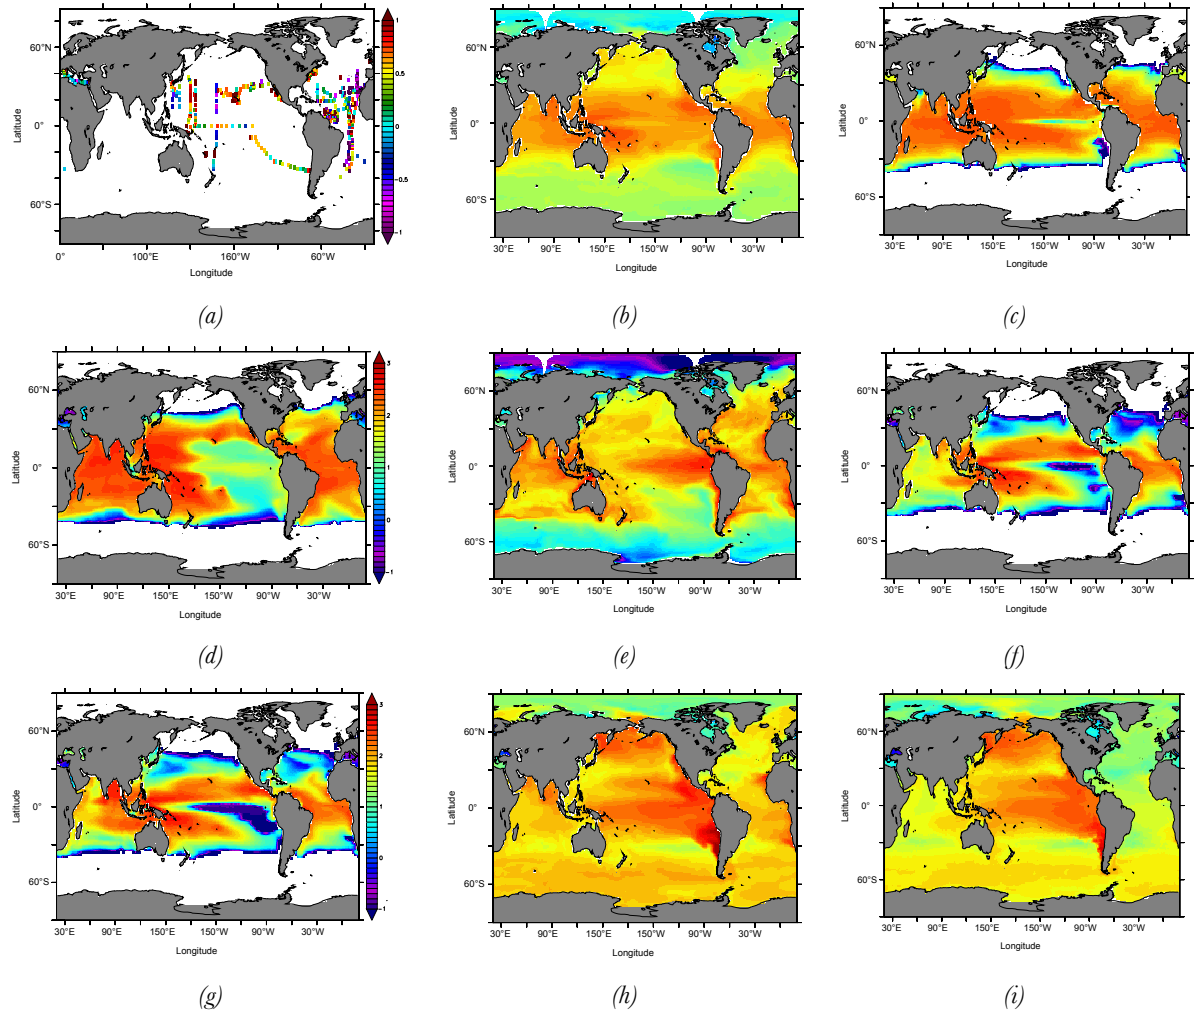 60°N
0°
60°S
Latitude
0°
100°E
160°W
60°W
Longitude
1
0.5
0
-0.5
-1
(a)
60°N
0°
60°S
Latitude
30°E
90°E
150°E
150°W
90°W
30°W
Longitude
(b)
60°N
0°
60°S
Latitude
30°E
90°E
150°E
150°W
90°W
30°W
Longitude
(c)
60°N
0°
60°S
Latitude
30°E
90°E
150°E
150°W
90°W
30°W
Longitude
3
2
1
0
-1
(d)
60°N
0°
60°S
Latitude
30°E
90°E
150°E
150°W
90°W
30°W
Longitude
(e)
60°N
0°
60°S
Latitude
30°E
90°E
150°E
150°W
90°W
30°W
Longitude
(f)
60°N
0°
60°S
Latitude
30°E
90°E
150°E
150°W
90°W
30°W
Longitude
3
2
1
0
-1
(g)
60°N
0°
60°S
Latitude
30°E
90°E
150°E
150°W
90°W
30°W
Longitude
(h)
60°N
0°
60°S
Latitude
30°E
90°E
150°E
150°W
90°W
30°W
Longitude
(i)